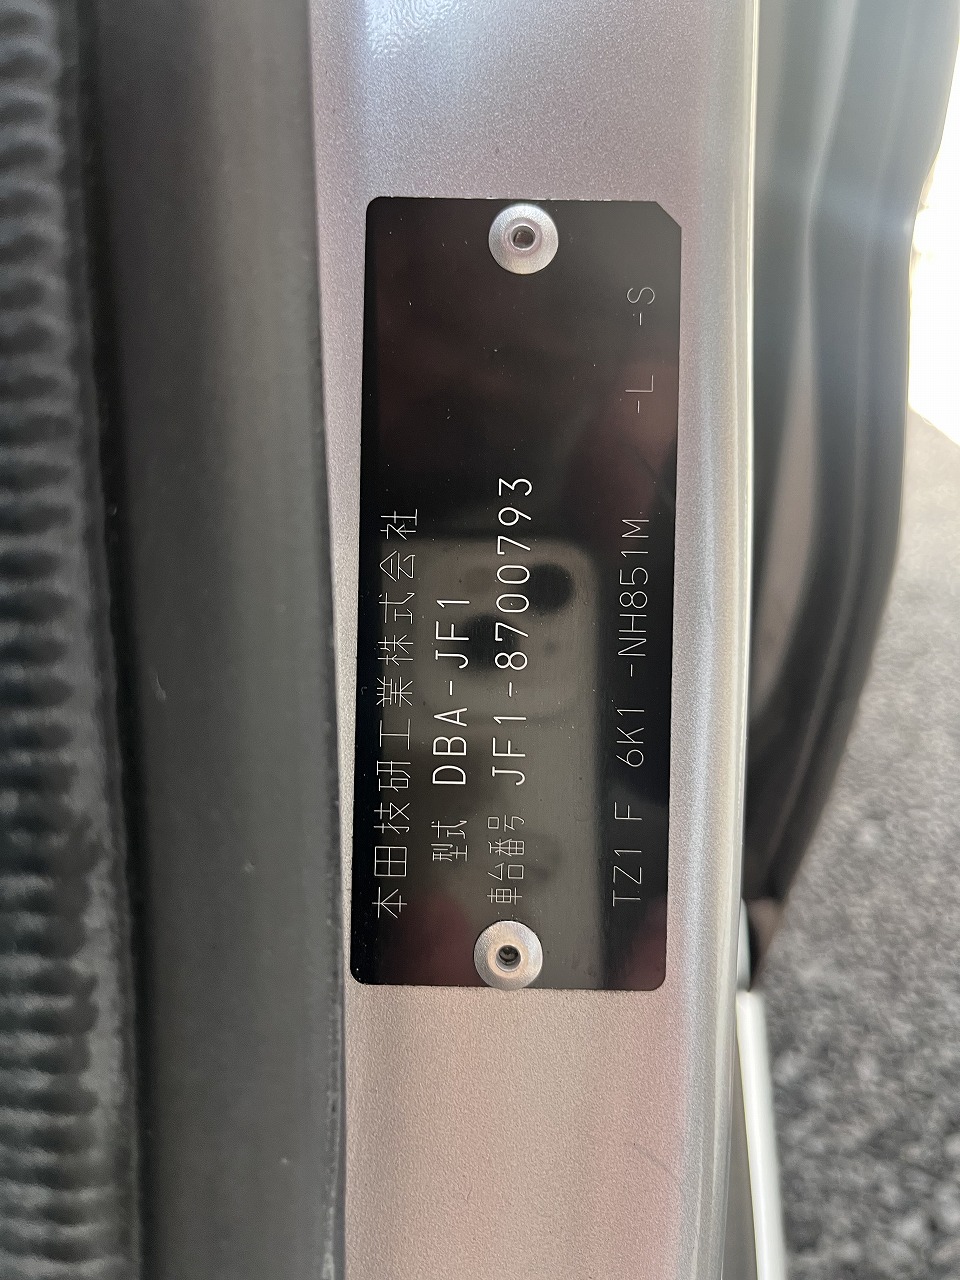 本田技研工業株式会社
型式 DBA-JF1
車台番号 JF1-8700793
TZ1 F 6K1 -NH851M -L -S